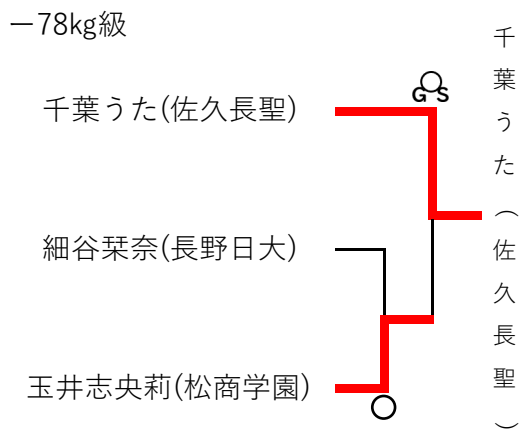 －78kg級
千葉うた(佐久長聖)
細谷栞奈(長野日大)
玉井志央莉(松商学園)
○
GS
○
千葉うた（佐久長聖）